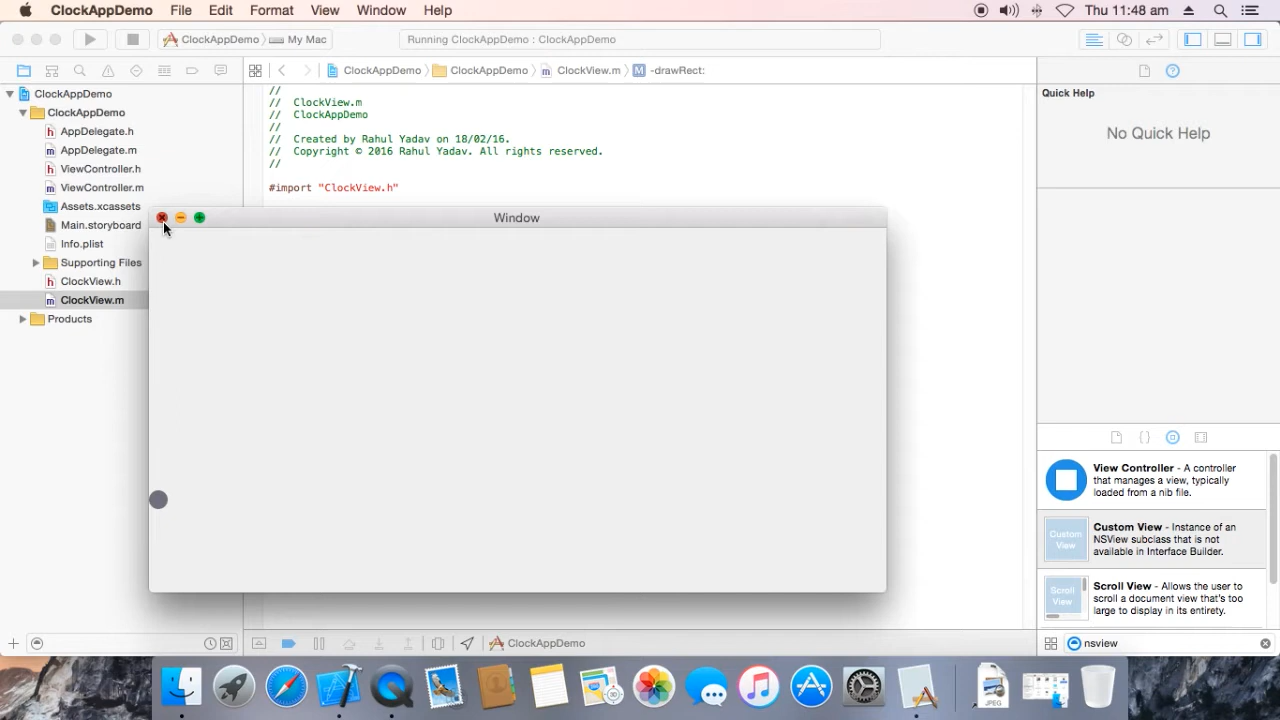 ClockAppDemo File Edit Format View Window Help Thu 11:48 am
ClockAppDemo My Mac Running ClockAppDemo : ClockAppDemo
ClockAppDemo ClockAppDemo ClockView.m M -drawRect:
ClockAppDemo
ClockAppDemo
h AppDelegate.h
m AppDelegate.m
h ViewController.h
m ViewController.m
Assets.xcassets
Main.storyboard
Info.plist
Supporting Files
h ClockView.h
m ClockView.m
Products
//
// ClockView.m
// ClockAppDemo
//
// Created by Rahul Yadav on 18/02/16.
// Copyright © 2016 Rahul Yadav. All rights reserved.
//
#import "ClockView.h"
Window
Quick Help
No Quick Help
View Controller - A controller
that manages a view, typically
loaded from a nib file.
Custom
View
Custom View - Instance of an
NSView subclass that is not
available in Interface Builder.
Scroll
View
Scroll View - Allows the user
to scroll a document view that's too
large to display in its entirety.
ClockAppDemo
nsview
JPEG